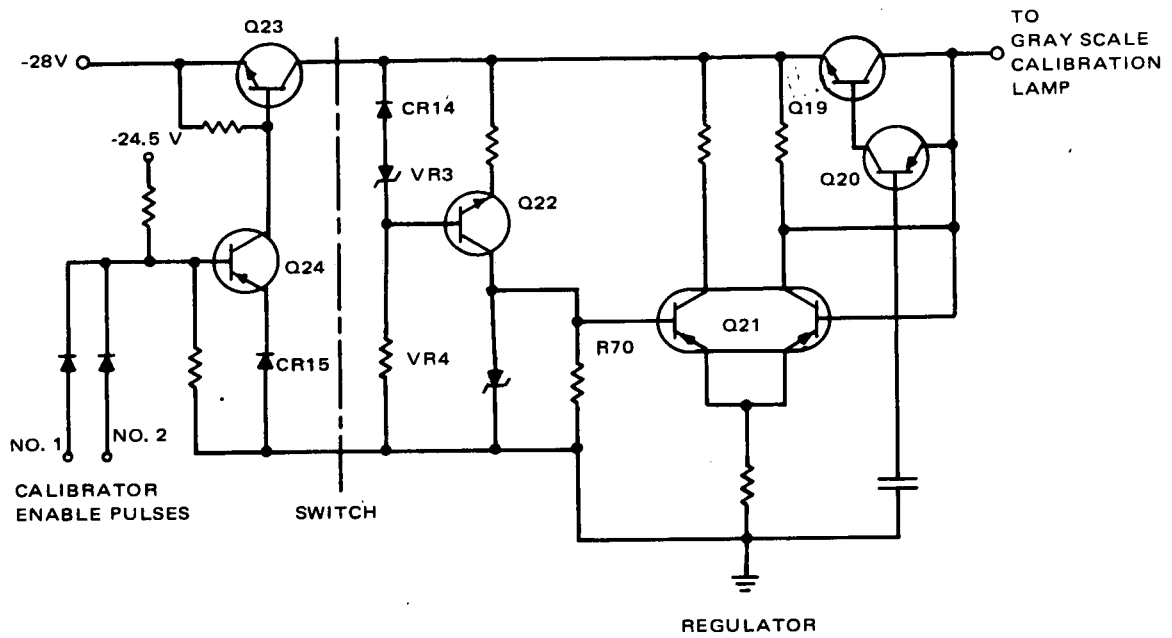 TO
GRAY SCALE
CALIBRATION
LAMP
Q23
-28V
CR14
Q19
-24.5 V
VR3
Q20
Q22
Q24
Q21
R70
CR15
VR4
NO. 1
NO. 2
CALIBRATOR
ENABLE PULSES
SWITCH
REGULATOR